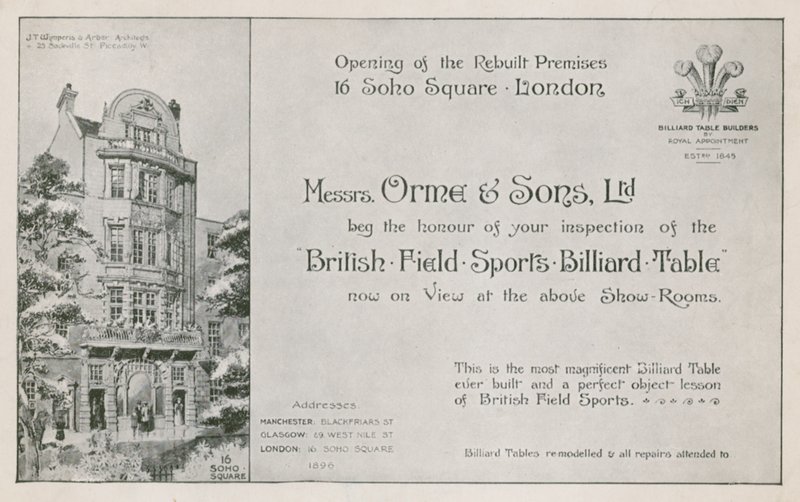 J.T. Wimperis & Arber Architects
25 Sackville St Piccadilly W.
Opening of the Rebuilt Premises
16 Soho Square · London
ICH DIEN
BILLIARD TABLE BUILDERS
BY
ROYAL APPOINTMENT
ESTBD 1845
Messrs. Orme & Sons, Ltd
beg the honour of your inspection of the
"British · Field · Sports · Billiard · Table"
now on View at the above Show-Rooms.
This is the most magnificent Billiard Table
ever built and a perfect object lesson
of British Field Sports.
Addresses
MANCHESTER: BLACKFRIARS ST
GLASGOW: 69 WEST NILE ST
LONDON: 16 SOHO SQUARE
1896
Billiard Tables remodelled & all repairs attended to
16
SOHO
SQUARE